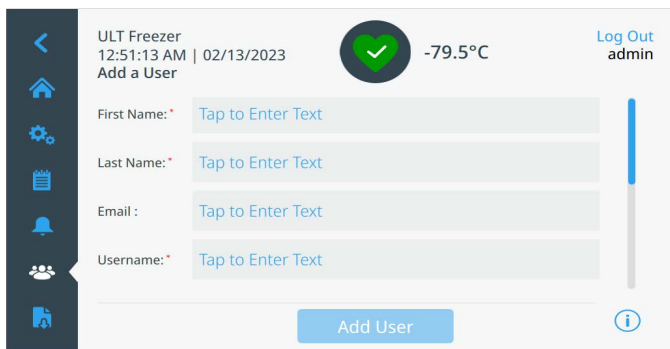 ULT Freezer
12:51:13 AM | 02/13/2023
Add a User
-79.5°C
Log Out
admin
First Name:* Tap to Enter Text
Last Name:* Tap to Enter Text
Email : Tap to Enter Text
Username:* Tap to Enter Text
Add User
i